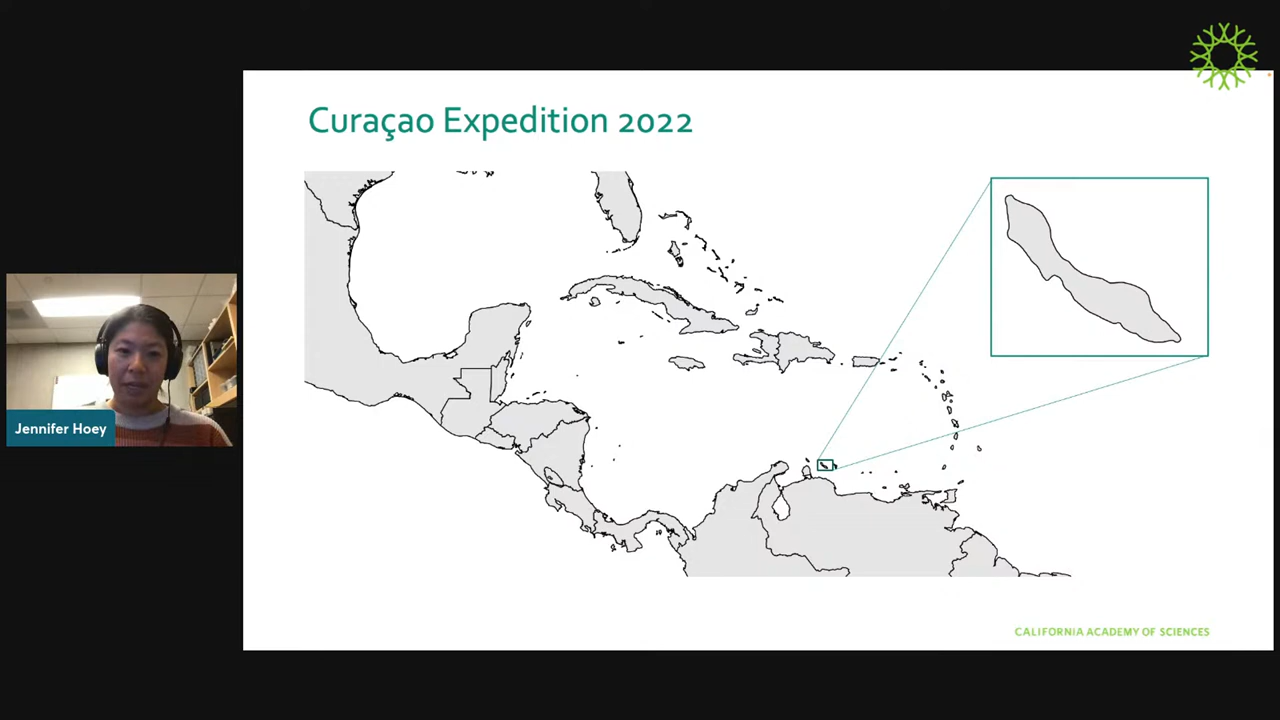 Curaçao Expedition 2022
Jennifer Hoey
CALIFORNIA ACADEMY OF SCIENCES